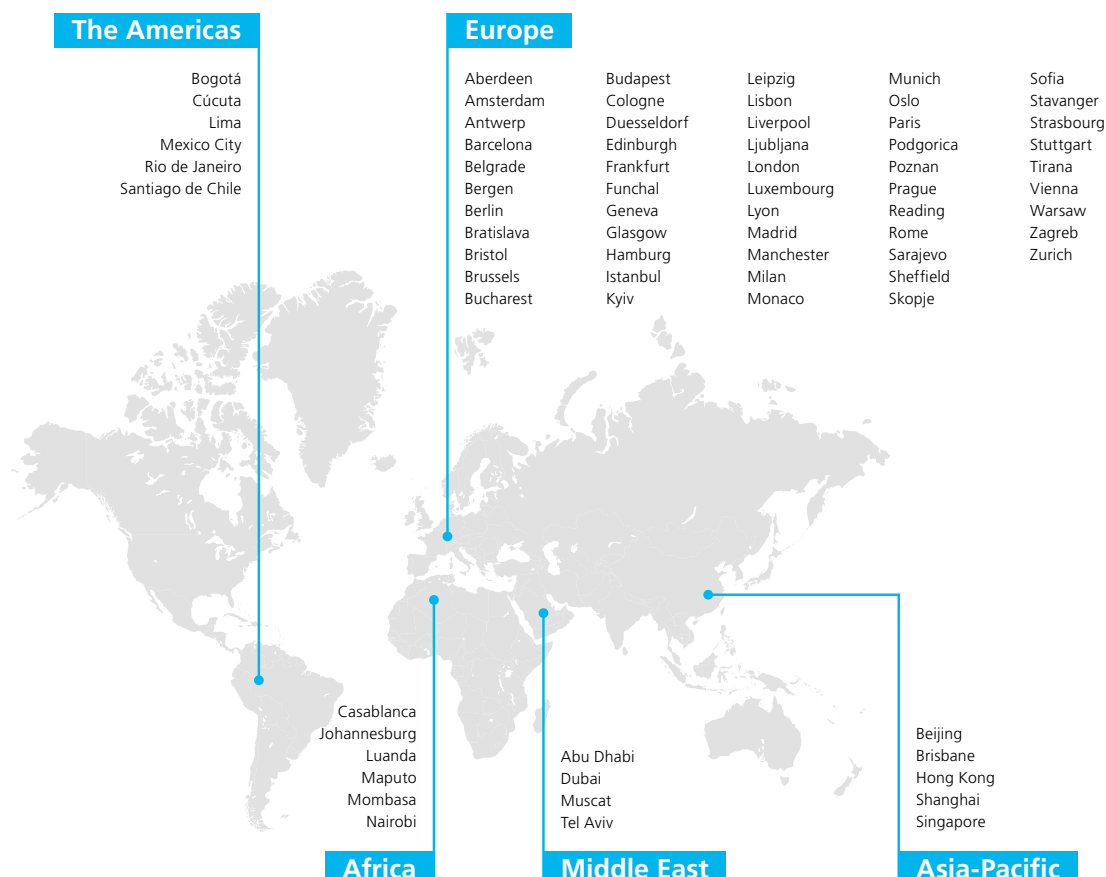 The Americas
Bogotá
Cúcuta
Lima
Mexico City
Rio de Janeiro
Santiago de Chile
Europe
Aberdeen
Amsterdam
Antwerp
Barcelona
Belgrade
Bergen
Berlin
Bratislava
Bristol
Brussels
Bucharest
Budapest
Cologne
Duesseldorf
Edinburgh
Frankfurt
Funchal
Geneva
Glasgow
Hamburg
Istanbul
Kyiv
Leipzig
Lisbon
Liverpool
Ljubljana
London
Luxembourg
Lyon
Madrid
Manchester
Milan
Monaco
Munich
Oslo
Paris
Podgorica
Poznan
Prague
Reading
Rome
Sarajevo
Sheffield
Skopje
Sofia
Stavanger
Strasbourg
Stuttgart
Tirana
Vienna
Warsaw
Zagreb
Zurich
Casablanca
Johannesburg
Luanda
Maputo
Mombasa
Nairobi
Africa
Abu Dhabi
Dubai
Muscat
Tel Aviv
Middle East
Beijing
Brisbane
Hong Kong
Shanghai
Singapore
Asia-Pacific